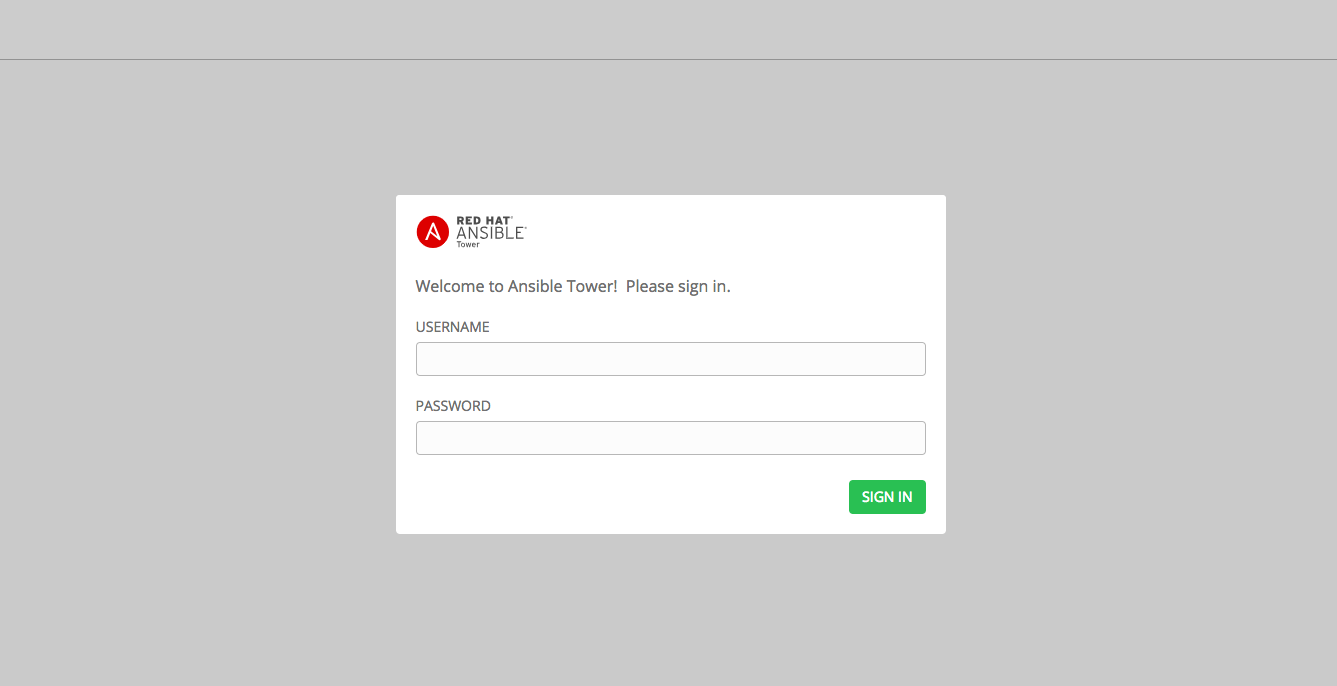 RED HAT®
ANSIBLE®
Tower
Welcome to Ansible Tower! Please sign in.
USERNAME
PASSWORD
SIGN IN